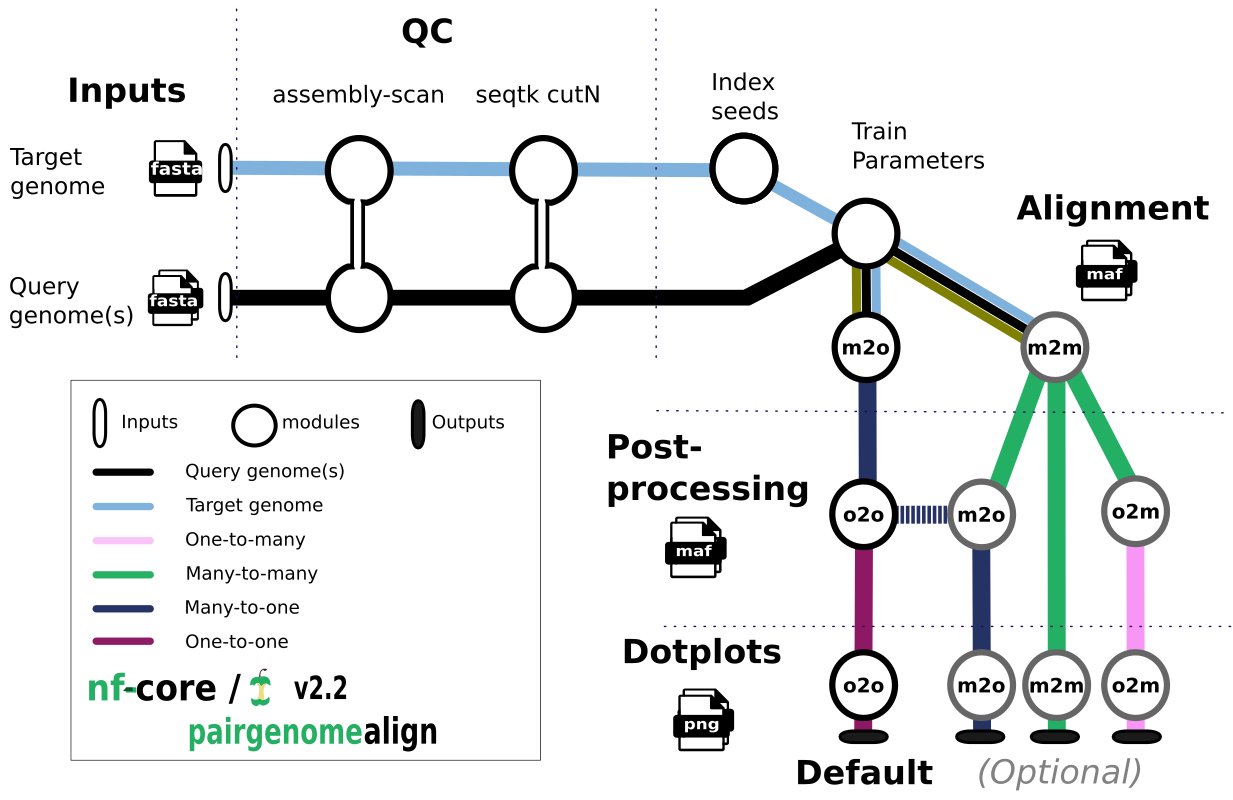 QC
Inputs
assembly-scan
seqtk cutN
Index
seeds
Train
Parameters
Target
genome
fasta
Alignment
maf
Query
genome(s)
fasta
m2o
m2m
Inputs
modules
Outputs
Query genome(s)
Target genome
One-to-many
Many-to-many
Many-to-one
One-to-one
nf-core / v2.2
pairgenomealign
Post-
processing
maf
o2o
m2o
o2m
Dotplots
png
o2o
m2o
m2m
o2m
Default
(Optional)